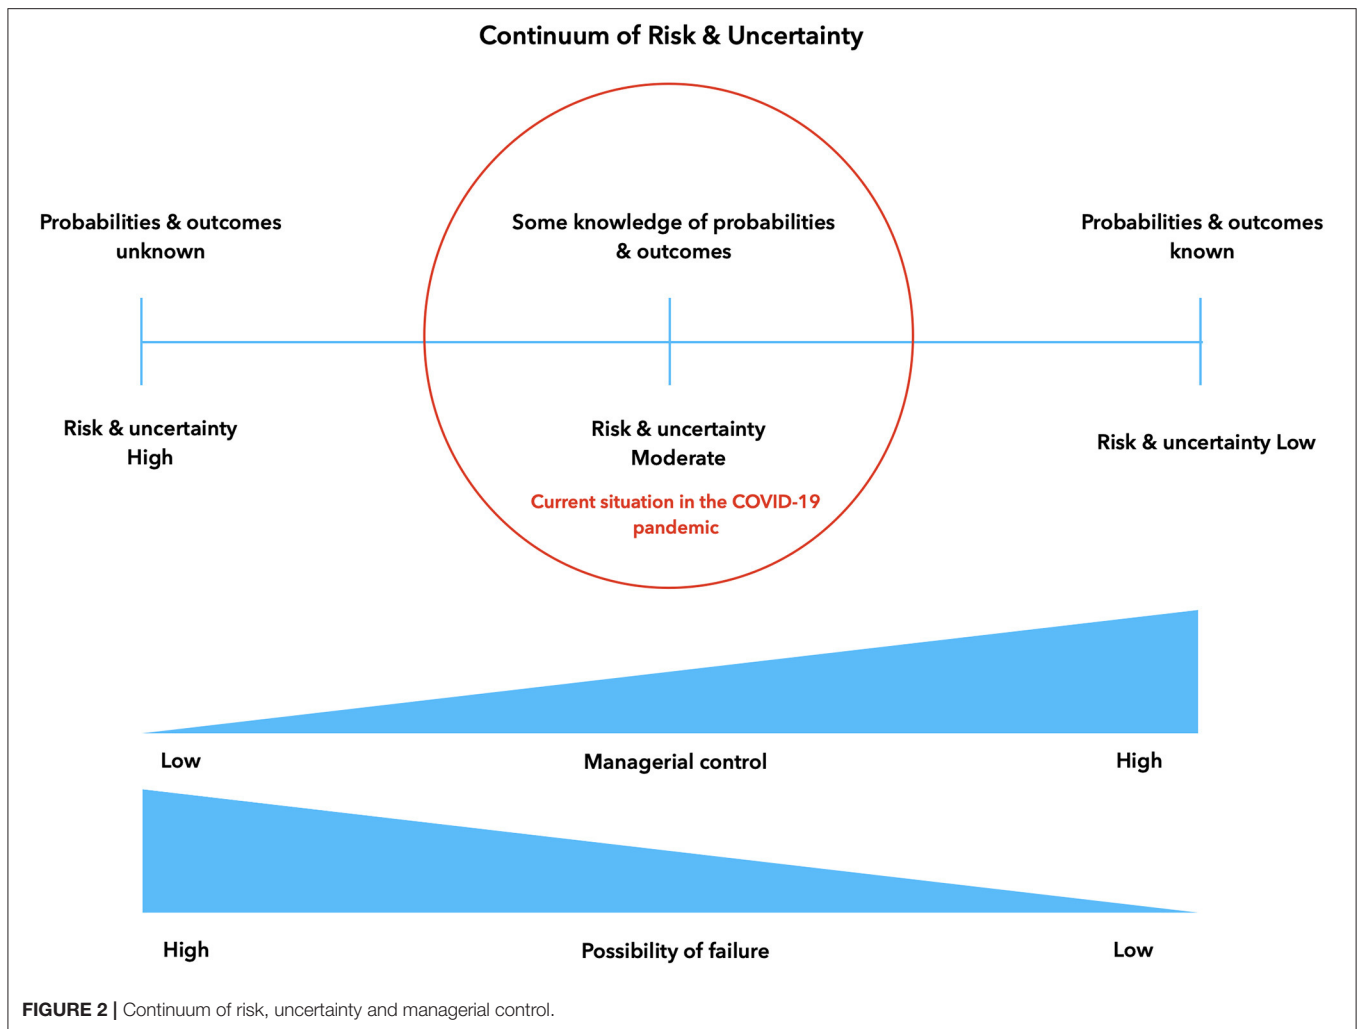 Continuum of Risk & Uncertainty
Probabilities & outcomes
unknown
Some knowledge of probabilities
& outcomes
Probabilities & outcomes
known
Risk & uncertainty
High
Risk & uncertainty
Moderate
Risk & uncertainty Low
Current situation in the COVID-19
pandemic
Low
Managerial control
High
High
Possibility of failure
Low
FIGURE 2 | Continuum of risk, uncertainty and managerial control.